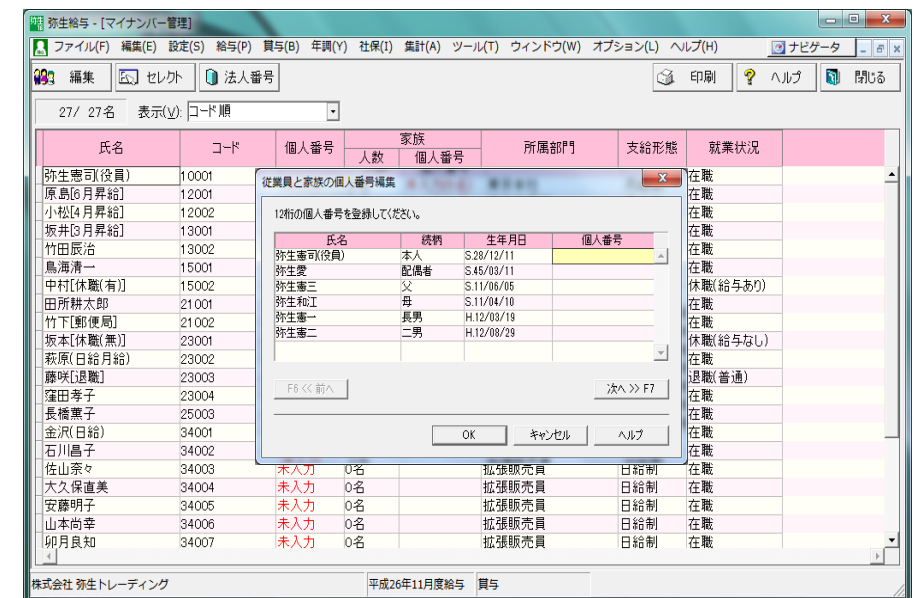 弥生給与 - [マイナンバー管理]
ファイル(F) 編集(E) 設定(S) 給与(P) 賞与(B) 年調(Y) 社保(I) 集計(A) ツール(T) ウィンドウ(W) オプション(L) ヘルプ(H) ナビゲータ
編集 セレクト 法人番号 印刷 ヘルプ 閉じる
27/ 27名 表示(V): コード順
氏名 コード 個人番号 家族 所属部門 支給形態 就業状況
人数 個人番号
弥生憲司(役員) 10001 在職
原島[6月昇給] 12001 在職
小松[4月昇給] 12002 在職
坂井[3月昇給] 13001 在職
竹田辰治 13002 在職
鳥海清一 15001 在職
中村[休職(有)] 15002 休職(給与あり)
田所耕太郎 21001 在職
竹下[郵便局] 21002 在職
坂本[休職(無)] 23001 休職(給与なし)
萩原(日給月給) 23002 在職
藤咲[退職] 23003 退職(普通)
窪田孝子 23004 在職
長橋薫子 25003 在職
金沢(日給) 34001 在職
石川昌子 34002 在職
佐山奈々 34003 未入力 0名 拡張販売員 日給制 在職
大久保直美 34004 未入力 0名 拡張販売員 日給制 在職
安藤明子 34005 未入力 0名 拡張販売員 日給制 在職
山本尚幸 34006 未入力 0名 拡張販売員 日給制 在職
卯月良知 34007 未入力 0名 拡張販売員 日給制 在職
従業員と家族の個人番号編集
12桁の個人番号を登録してください。
氏名 続柄 生年月日 個人番号
弥生憲司(役員) 本人 S.28/12/11
弥生愛 配偶者 S.45/03/11
弥生憲三 父 S.11/06/05
弥生和江 母 S.11/04/10
弥生憲一 長男 H.12/03/19
弥生憲二 二男 H.12/08/29
F6 << 前へ 次へ >> F7
OK キャンセル ヘルプ
株式会社 弥生トレーディング 平成26年11月度給与 賞与